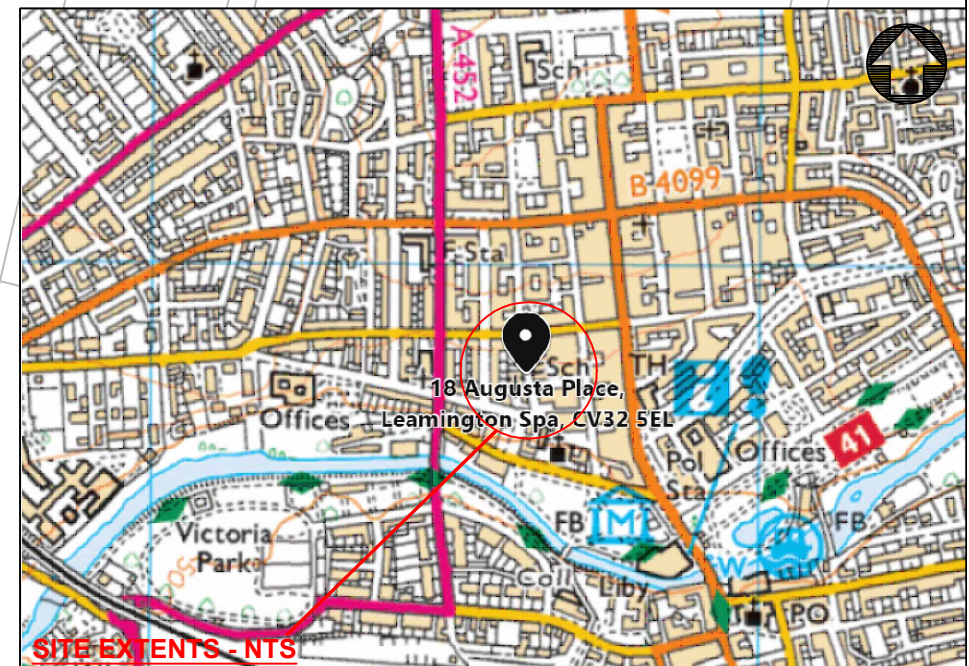 A 452
Sch
B 4099
F Sta
Sch
TH
18 Augusta Place,
Leamington Spa, CV32 5EL
Offices
Pol
Sta
Offices
41
Victoria
Park
FB
M
FB
W
Coll
Liby
PO
SITE EXTENTS - NTS